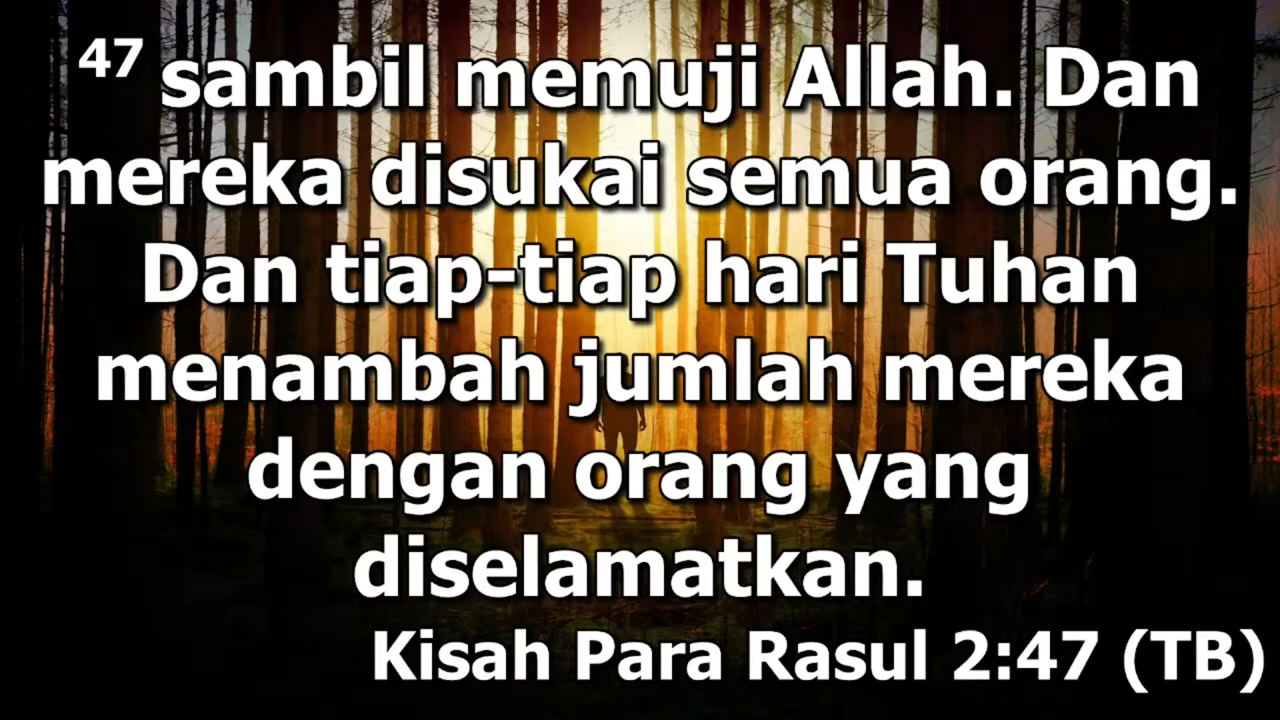 47 sambil memuji Allah. Dan
mereka disukai semua orang.
Dan tiap-tiap hari Tuhan
menambah jumlah mereka
dengan orang yang
diselamatkan.
Kisah Para Rasul 2:47 (TB)